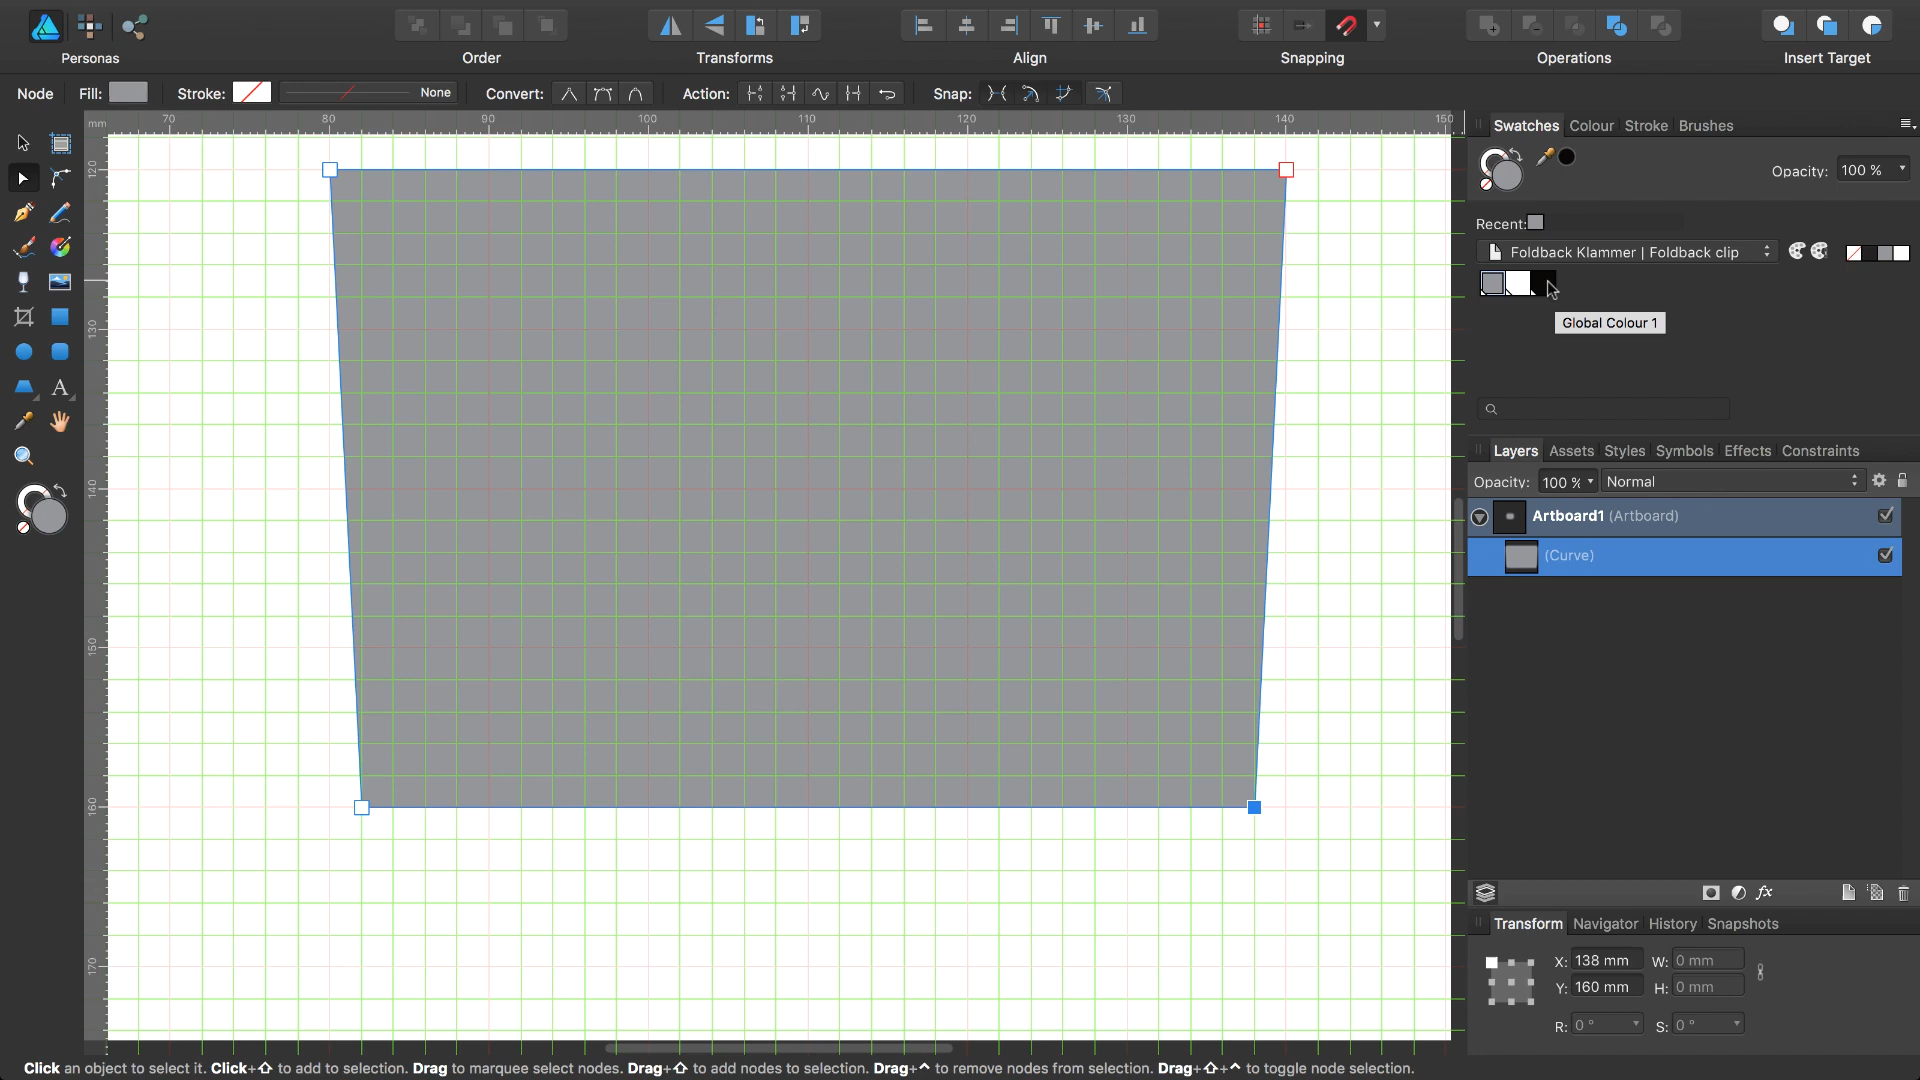 Personas Order Transforms Align Snapping Operations Insert Target
Node Fill: Stroke: None Convert: Action: Snap:
mm 70 80 90 100 110 120 130 140 150
120
130
140
150
160
170
Swatches Colour Stroke Brushes
Opacity: 100 %
Recent:
Foldback Klammer | Foldback clip
Global Colour 1
Layers Assets Styles Symbols Effects Constraints
Opacity: 100 % Normal
Artboard1 (Artboard)
(Curve)
Transform Navigator History Snapshots
X: 138 mm W: 0 mm
Y: 160 mm H: 0 mm
R: 0 ° S: 0 °
Click an object to select it. Click+⇧ to add to selection. Drag to marquee select nodes. Drag+⇧ to add nodes to selection. Drag+^ to remove nodes from selection. Drag+⇧+^ to toggle node selection.